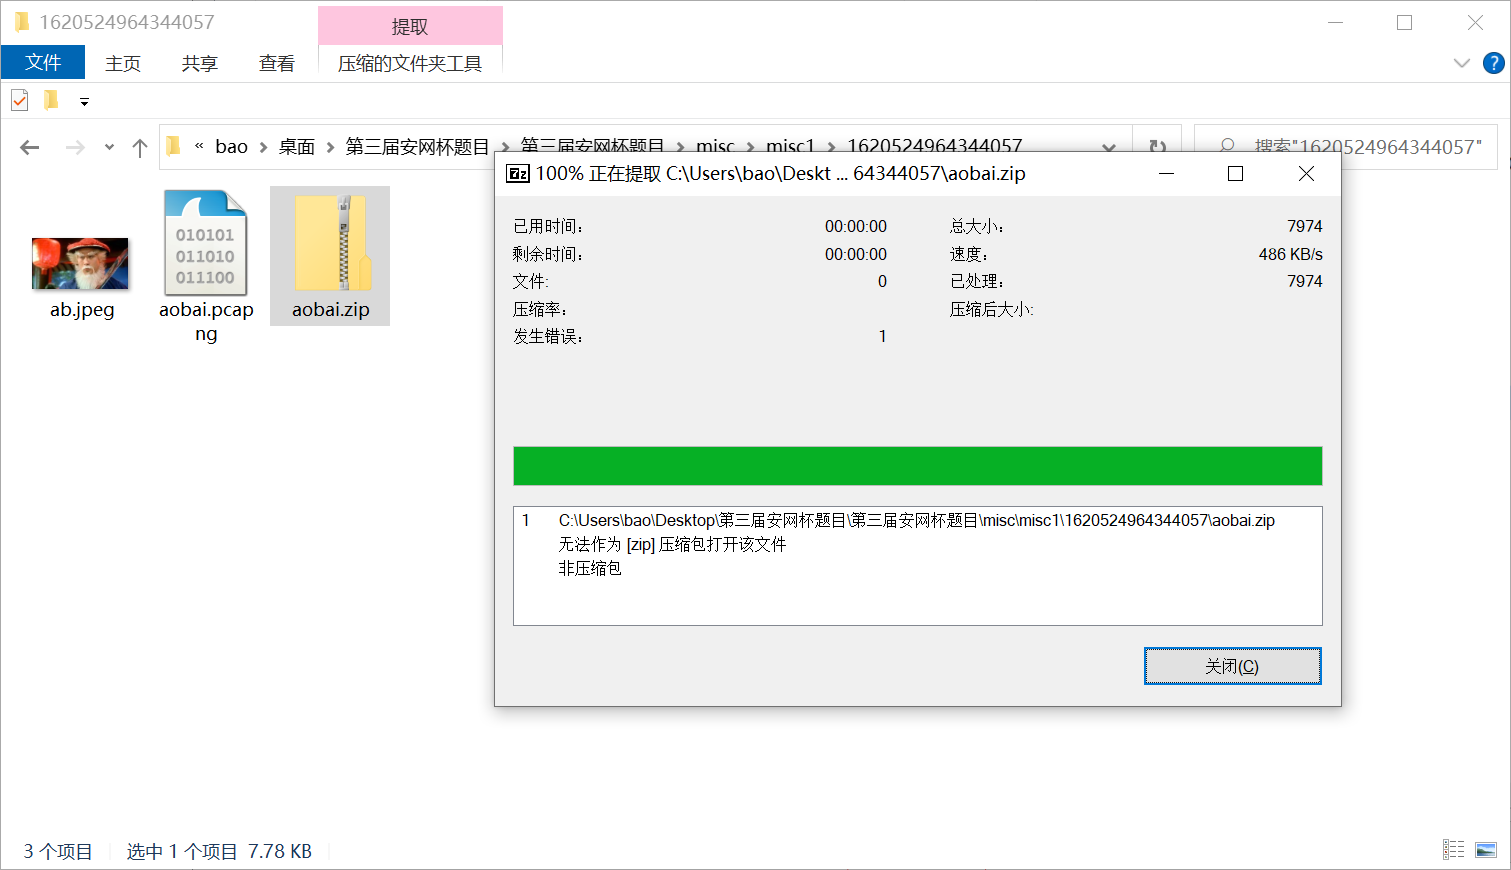 1620524964344057
提取
文件
主页
共享
查看
压缩的文件夹工具
« bao > 桌面 > 第三届安网杯题目 > 第三届安网杯题目 > misc > misc1 > 1620524964344057
搜索"1620524964344057"
010101
011010
011100
ab.jpeg
aobai.pcap
ng
aobai.zip
7z 100% 正在提取 C:\Users\bao\Deskt ... 64344057\aobai.zip
已用时间: 00:00:00 总大小: 7974
剩余时间: 00:00:00 速度: 486 KB/s
文件: 0 已处理: 7974
压缩率: 压缩后大小:
发生错误: 1
1 C:\Users\bao\Desktop\第三届安网杯题目\第三届安网杯题目\misc\misc1\1620524964344057\aobai.zip
无法作为 [zip] 压缩包打开该文件
非压缩包
关闭(C)
3 个项目 选中 1 个项目 7.78 KB